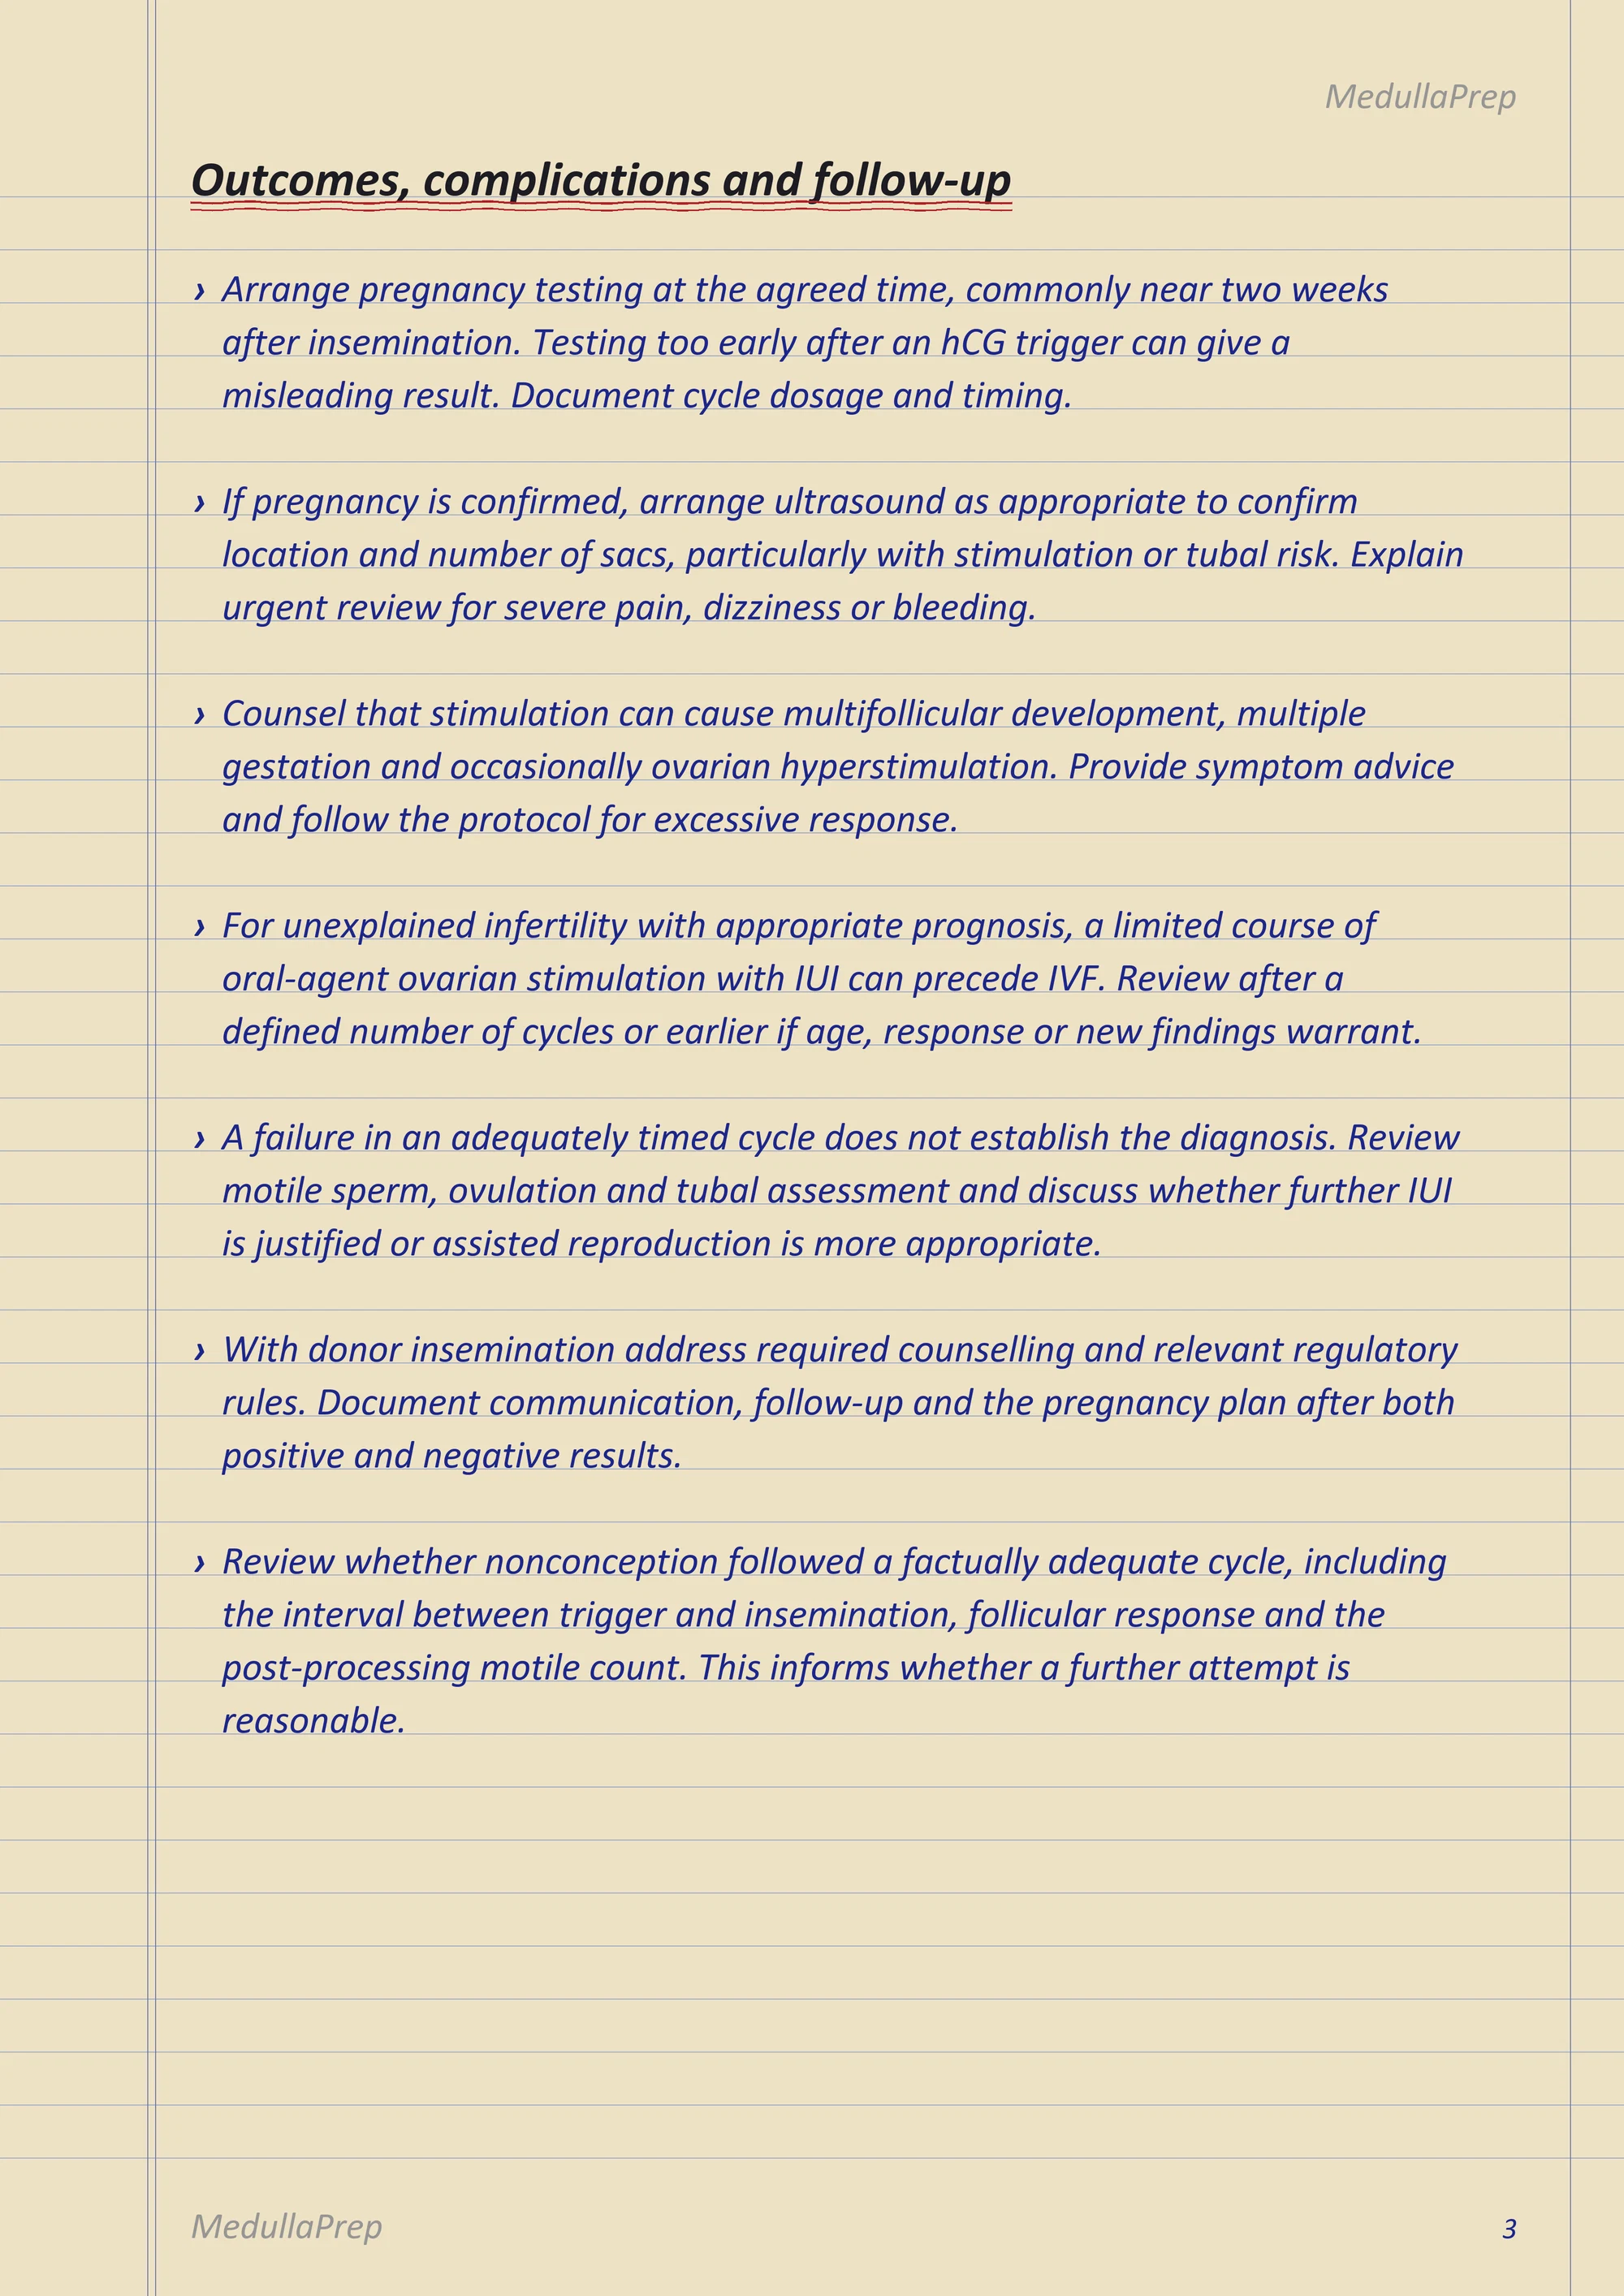 MedullaPrep
Outcomes, complications and follow-up
› Arrange pregnancy testing at the agreed time, commonly near two weeks
after insemination. Testing too early after an hCG trigger can give a
misleading result. Document cycle dosage and timing.
› If pregnancy is confirmed, arrange ultrasound as appropriate to confirm
location and number of sacs, particularly with stimulation or tubal risk. Explain
urgent review for severe pain, dizziness or bleeding.
› Counsel that stimulation can cause multifollicular development, multiple
gestation and occasionally ovarian hyperstimulation. Provide symptom advice
and follow the protocol for excessive response.
› For unexplained infertility with appropriate prognosis, a limited course of
oral-agent ovarian stimulation with IUI can precede IVF. Review after a
defined number of cycles or earlier if age, response or new findings warrant.
› A failure in an adequately timed cycle does not establish the diagnosis. Review
motile sperm, ovulation and tubal assessment and discuss whether further IUI
is justified or assisted reproduction is more appropriate.
› With donor insemination address required counselling and relevant regulatory
rules. Document communication, follow-up and the pregnancy plan after both
positive and negative results.
› Review whether nonconception followed a factually adequate cycle, including
the interval between trigger and insemination, follicular response and the
post-processing motile count. This informs whether a further attempt is
reasonable.
MedullaPrep
3